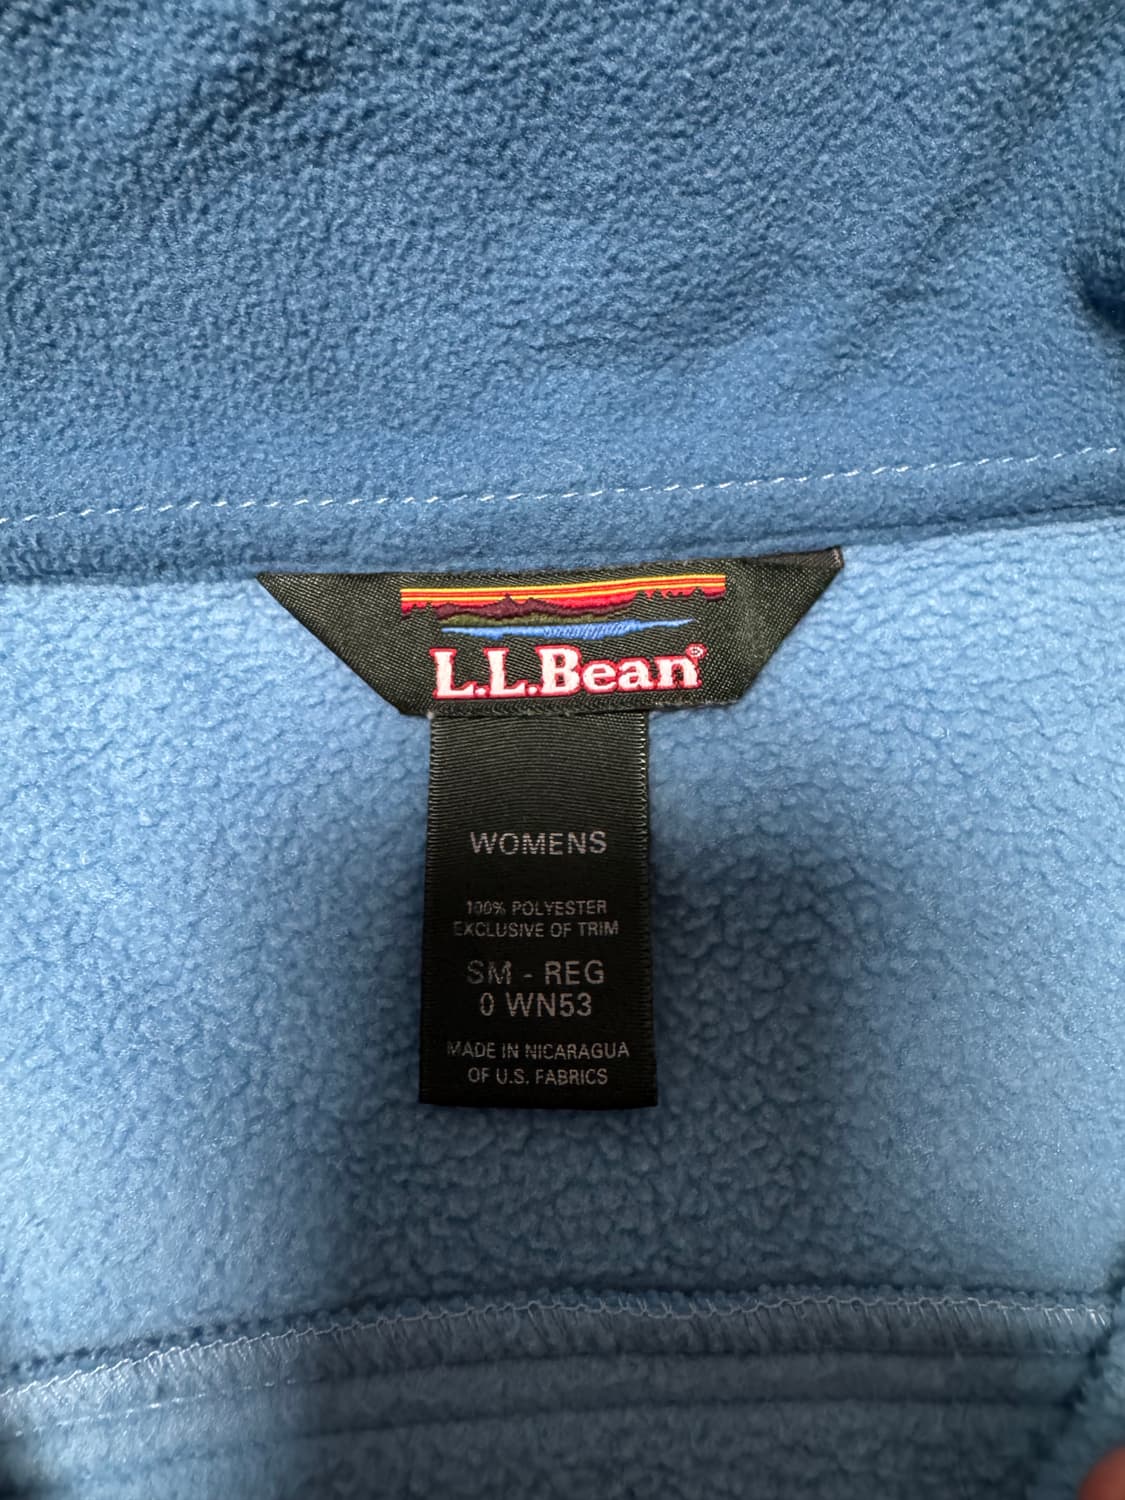 L.L.Bean®
WOMENS
100% POLYESTER
EXCLUSIVE OF TRIM
SM - REG
0 WN53
MADE IN NICARAGUA
OF U.S. FABRICS